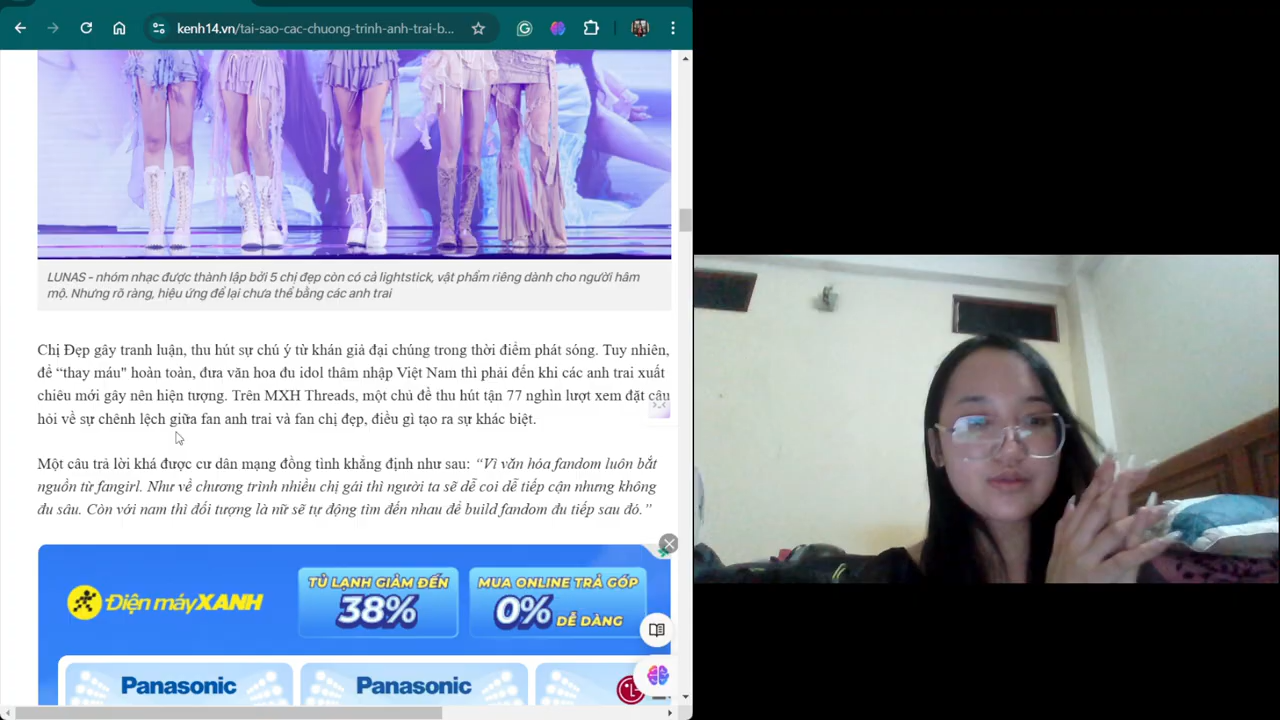 kenh14.vn/tai-sao-cac-chuong-trinh-anh-trai-b...
LUNAS - nhóm nhạc được thành lập bởi 5 chị đẹp còn có cả lightstick, vật phẩm riêng dành cho người hâm
mộ. Nhưng rõ ràng, hiệu ứng để lại chưa thể bằng các anh trai
Chị Đẹp gây tranh luận, thu hút sự chú ý từ khán giả đại chúng trong thời điểm phát sóng. Tuy nhiên,
để “thay máu" hoàn toàn, đưa văn hoa đu idol thâm nhập Việt Nam thì phải đến khi các anh trai xuất
chiêu mới gây nên hiện tượng. Trên MXH Threads, một chủ đề thu hút tận 77 nghìn lượt xem đặt câu
hỏi về sự chênh lệch giữa fan anh trai và fan chị đẹp, điều gì tạo ra sự khác biệt.
Một câu trả lời khá được cư dân mạng đồng tình khẳng định như sau: “Vì văn hóa fandom luôn bắt
nguồn từ fangirl. Như về chương trình nhiều chị gái thì người ta sẽ dễ coi dễ tiếp cận nhưng không
đu sâu. Còn với nam thì đối tượng là nữ sẽ tự động tìm đến nhau để build fandom đu tiếp sau đó.”
Điện máy XANH
TỦ LẠNH GIẢM ĐẾN
38%
MUA ONLINE TRẢ GÓP
0% DỄ DÀNG
Panasonic
Panasonic
LG